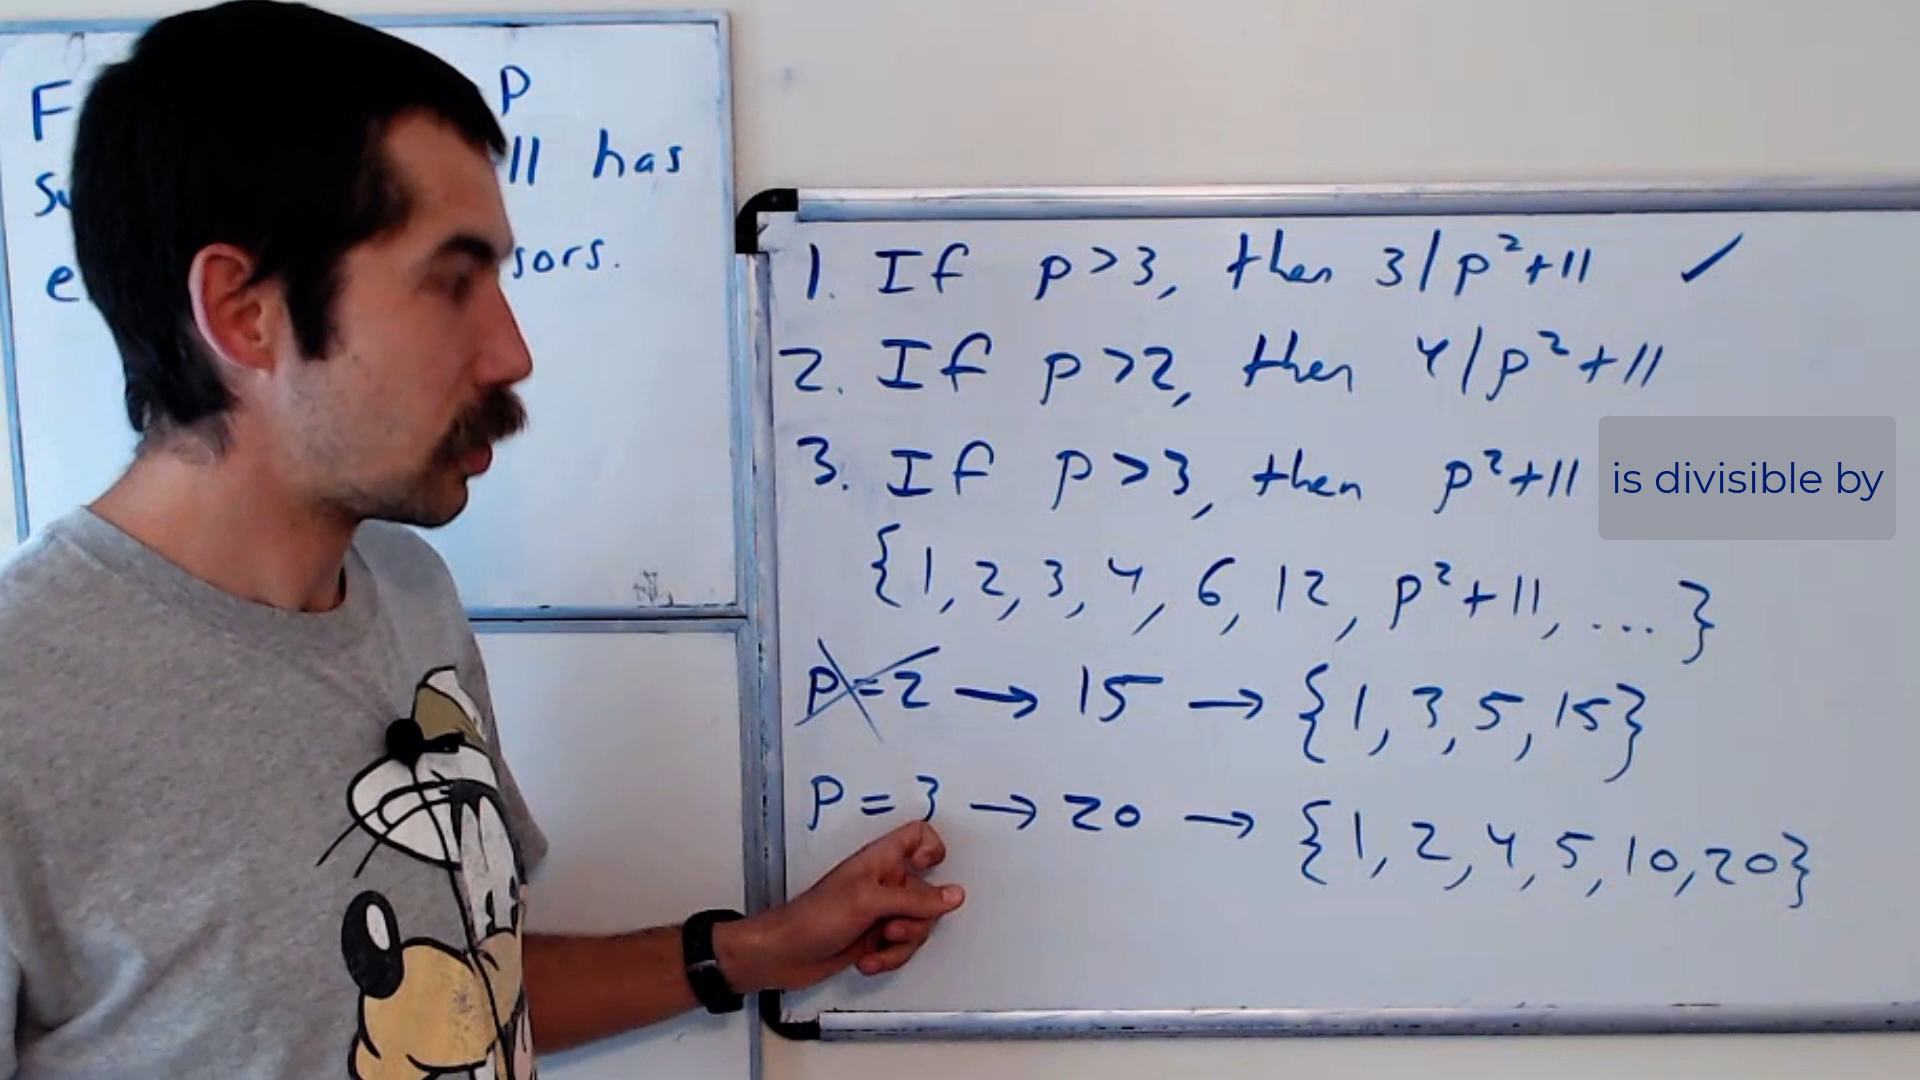 P
11 has
sors.
1. If p>3, then 3|p²+11 ✓
2. If p>2, then 4|p²+11
3. If p>3, then p²+11 is divisible by
{1, 2, 3, 4, 6, 12, p²+11, ...}
p=2 → 15 → {1, 3, 5, 15}
p=3 → 20 → {1, 2, 4, 5, 10, 20}